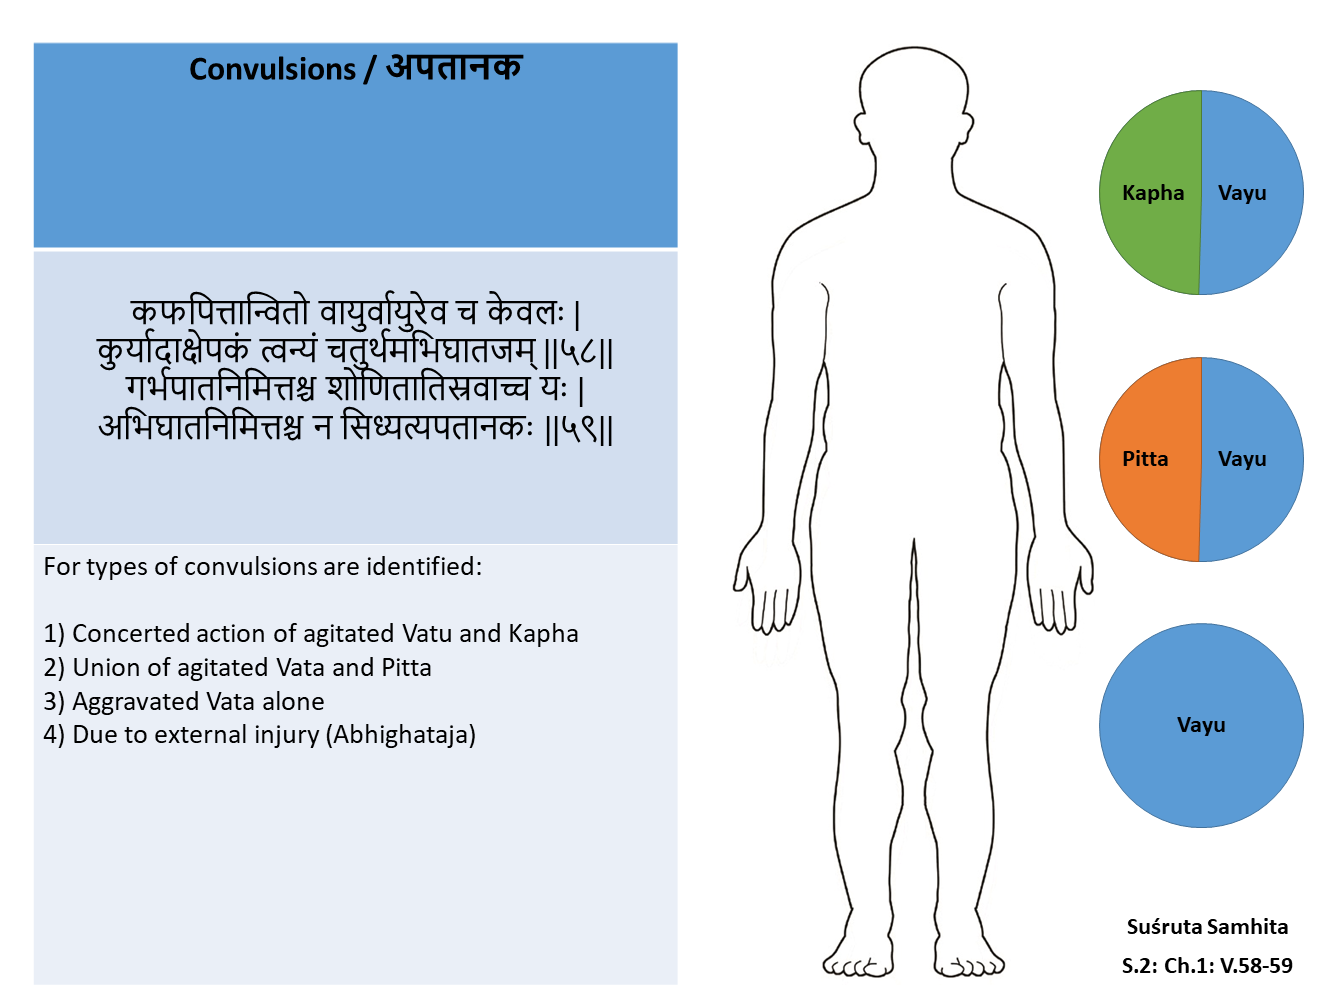 Convulsions / अपतानक
कफपित्तान्वितो वायुर्वायुरेव च केवलः |
कुर्यादाक्षेपकं त्वन्यं चतुर्थमभिघातजम् ||५८||
गर्भपातनिमित्तश्च शोणितातिस्रवाच्च यः |
अभिघातनिमित्तश्च न सिध्यत्यपतानकः ||५९||
For types of convulsions are identified:
1) Concerted action of agitated Vatu and Kapha
2) Union of agitated Vata and Pitta
3) Aggravated Vata alone
4) Due to external injury (Abhighataja)
Kapha Vayu
Pitta Vayu
Vayu
Suśruta Samhita
S.2: Ch.1: V.58-59